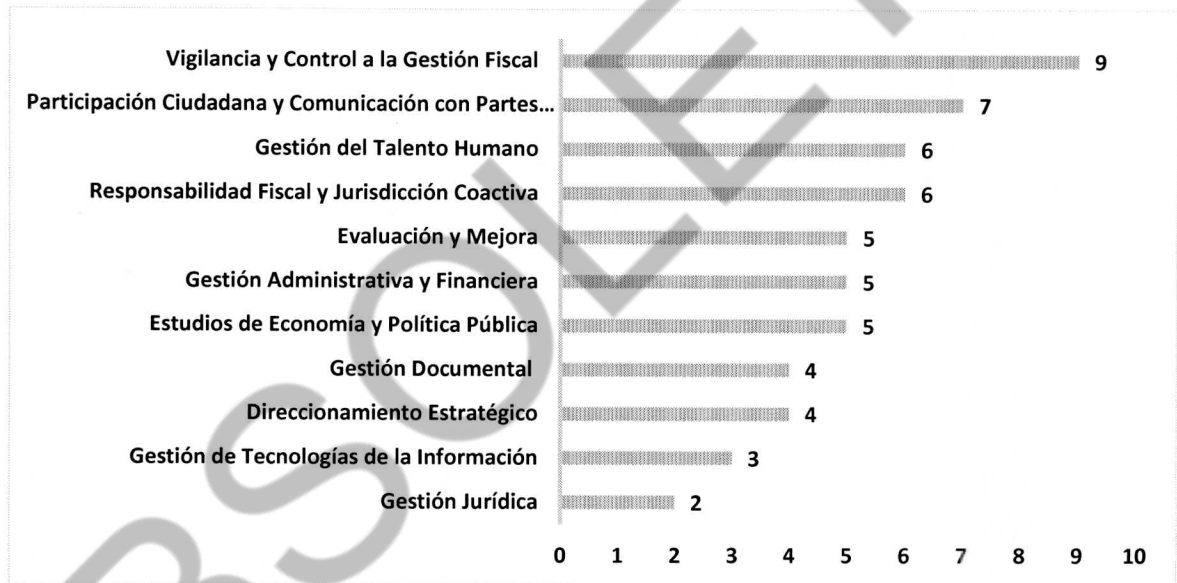 Vigilancia y Control a la Gestión Fiscal 9
Participación Ciudadana y Comunicación con Partes... 7
Gestión del Talento Humano 6
Responsabilidad Fiscal y Jurisdicción Coactiva 6
Evaluación y Mejora 5
Gestión Administrativa y Financiera 5
Estudios de Economía y Política Pública 5
Gestión Documental 4
Direccionamiento Estratégico 4
Gestión de Tecnologías de la Información 3
Gestión Jurídica 2
0 1 2 3 4 5 6 7 8 9 10